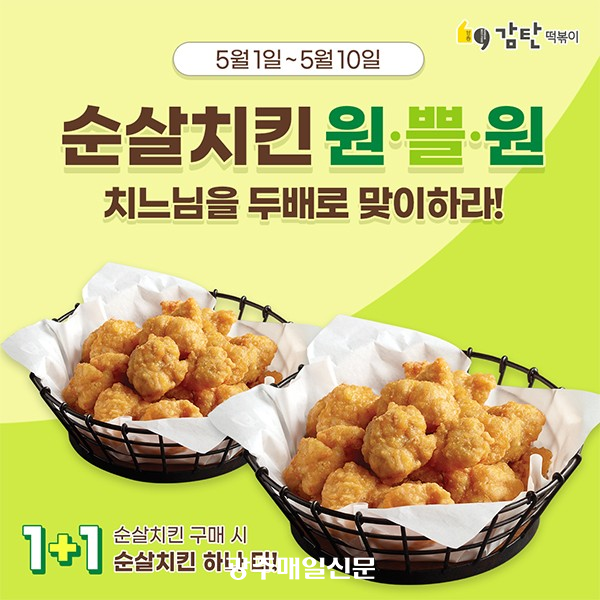 감탄 떡볶이
5월 1일 ~ 5월 10일
순살치킨 원·쁠·원
치느님을 두배로 맞이하라!
1+1
순살치킨 구매 시
순살치킨 하나 더!
광주매일신문